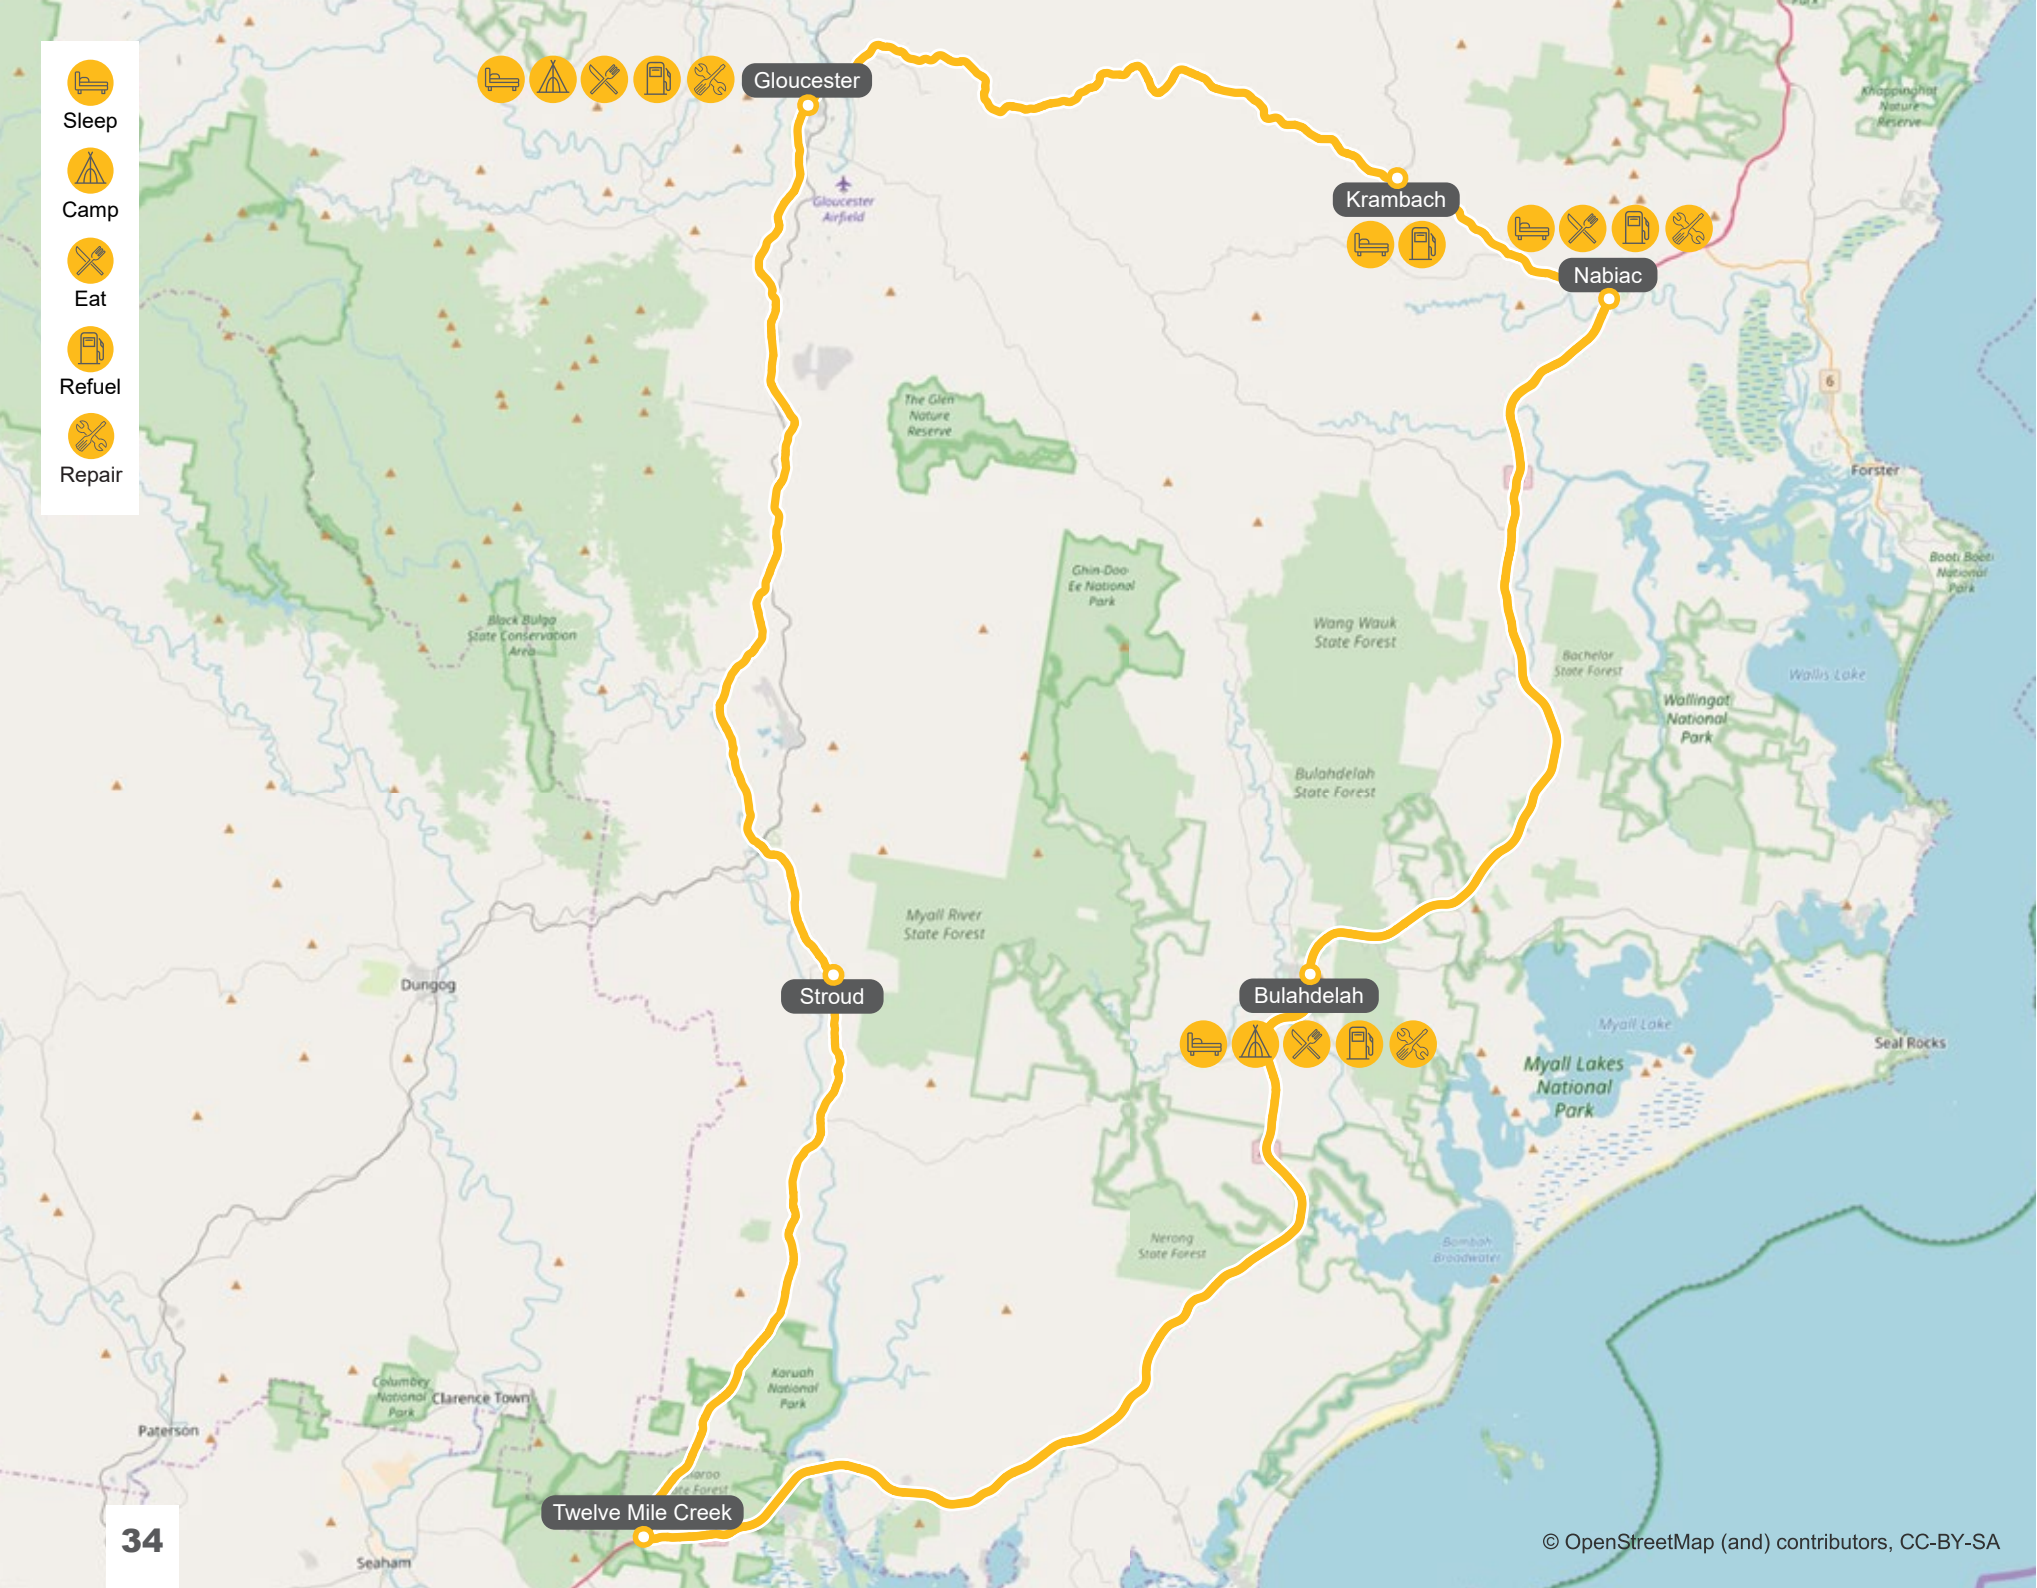 Sleep
Camp
Eat
Refuel
Repair
Gloucester
Gloucester
Airfield
Krambach
Nabiac
Khappinghat
Nature
Reserve
6
The Glen
Nature
Reserve
Forster
Booti Booti
National
Park
Ghin-Doo-
Ee National
Park
Black Bulga
State Conservation
Area
Wang Wauk
State Forest
Bachelor
State Forest
Wallis Lake
Wallingat
National
Park
Bulahdelah
State Forest
Myall River
State Forest
Dungog
Stroud
Bulahdelah
Myall Lake
Seal Rocks
Myall Lakes
National
Park
Nerong
State Forest
Bombah
Broadwater
Karuah
National
Park
Columbey
National
Park
Clarence Town
Paterson
Forest
Twelve Mile Creek
Seaham
34
© OpenStreetMap (and) contributors, CC-BY-SA